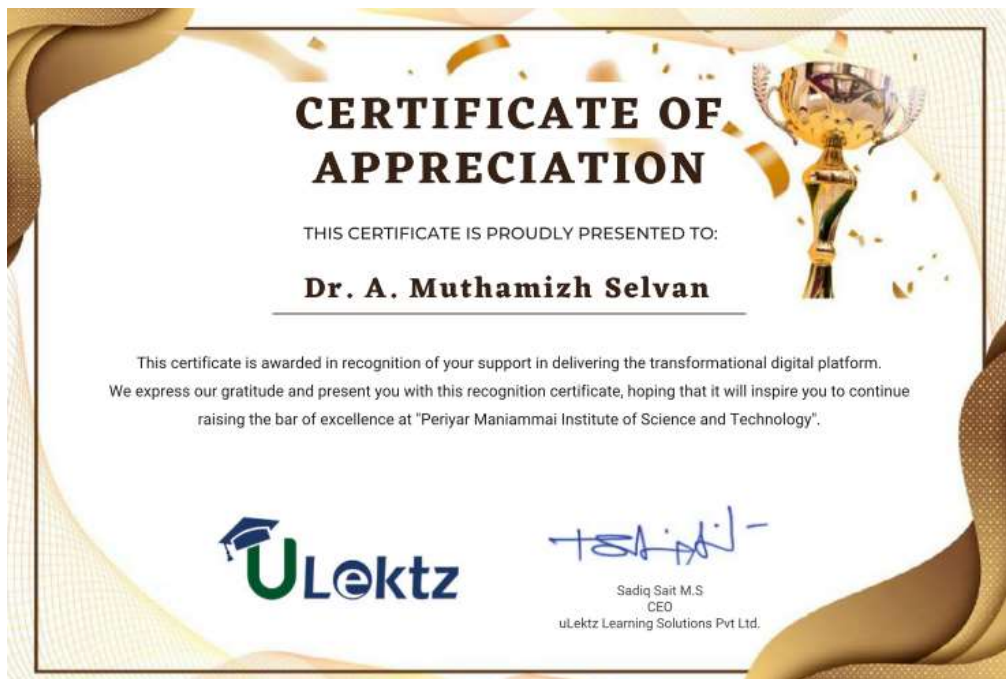 CERTIFICATE OF
APPRECIATION
THIS CERTIFICATE IS PROUDLY PRESENTED TO:
Dr. A. Muthamizh Selvan
This certificate is awarded in recognition of your support in delivering the transformational digital platform.
We express our gratitude and present you with this recognition certificate, hoping that it will inspire you to continue
raising the bar of excellence at "Periyar Maniammai Institute of Science and Technology".
ULektz
Sadiq Sait M.S
CEO
uLektz Learning Solutions Pvt Ltd.